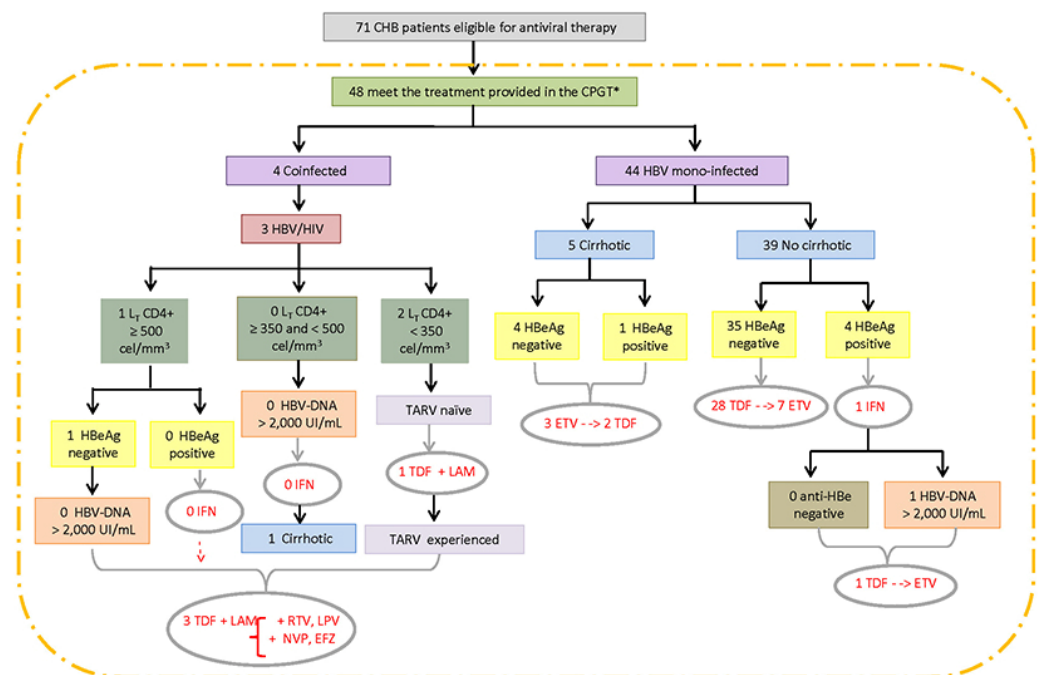 71 CHB patients eligible for antiviral therapy
48 meet the treatment provided in the CPGT*
4 Coinfected
44 HBV mono-infected
3 HBV/HIV
5 Cirrhotic
39 No cirrhotic
1 LT CD4+
≥ 500
cel/mm³
0 LT CD4+
≥ 350 and < 500
cel/mm³
2 LT CD4+
< 350
cel/mm³
4 HBeAg
negative
1 HBeAg
positive
35 HBeAg
negative
4 HBeAg
positive
1 HBeAg
negative
0 HBeAg
positive
0 HBV-DNA
> 2,000 UI/mL
TARV naïve
3 ETV --> 2 TDF
28 TDF --> 7 ETV
1 IFN
0 HBV-DNA
> 2,000 UI/mL
0 IFN
0 IFN
1 TDF + LAM
0 anti-HBe
negative
1 HBV-DNA
> 2,000 UI/mL
1 Cirrhotic
TARV experienced
1 TDF --> ETV
3 TDF + LAM
+ RTV, LPV
+ NVP, EFZ